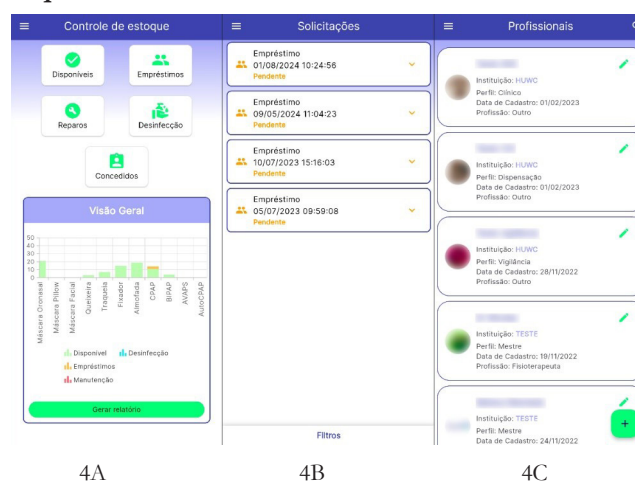 Controle de estoque
Disponíveis
Empréstimos
Reparos
Desinfecção
Concedidos
Visão Geral
50
40
30
20
10
0
Máscara Oronasal
Máscara Pillow
Máscara Facial
Queixeira
Traqueia
Fixador
Almofada
CPAP
BiPAP
AVAPS
AutoCPAP
Disponível
Desinfecção
Empréstimos
Manutenção
Gerar relatório
4A
Solicitações
Empréstimo
01/08/2024 10:24:56
Pendente
Empréstimo
09/05/2024 11:04:23
Pendente
Empréstimo
10/07/2023 15:16:03
Pendente
Empréstimo
05/07/2023 09:59:08
Pendente
Filtros
4B
Profissionais
Instituição: HUWC
Perfil: Clínico
Data de Cadastro: 01/02/2023
Profissão: Outro
Instituição: HUWC
Perfil: Dispensação
Data de Cadastro: 01/02/2023
Profissão: Outro
Instituição: HUWC
Perfil: Vigilância
Data de Cadastro: 28/11/2022
Profissão: Outro
Instituição: TESTE
Perfil: Mestre
Data de Cadastro: 19/11/2022
Profissão: Fisioterapeuta
Instituição: TESTE
Perfil: Mestre
Data de Cadastro: 24/11/2022
+
4C